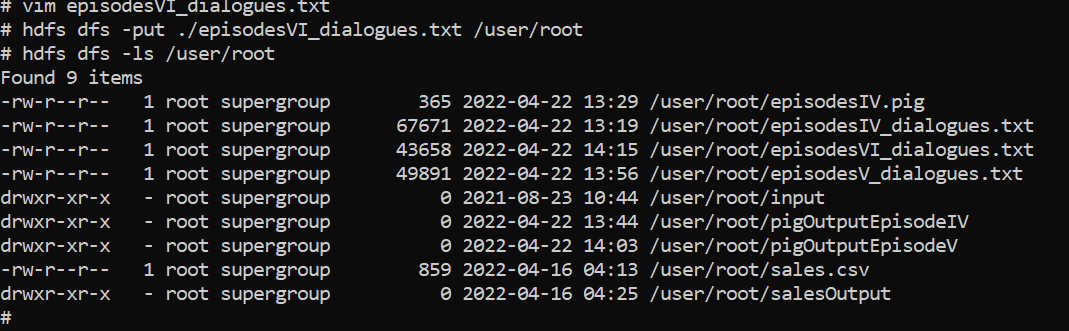 # vim episodesVI_dialogues.txt
# hdfs dfs -put ./episodesVI_dialogues.txt /user/root
# hdfs dfs -ls /user/root
Found 9 items
-rw-r--r--   1 root supergroup        365 2022-04-22 13:29 /user/root/episodesIV.pig
-rw-r--r--   1 root supergroup      67671 2022-04-22 13:19 /user/root/episodesIV_dialogues.txt
-rw-r--r--   1 root supergroup      43658 2022-04-22 14:15 /user/root/episodesVI_dialogues.txt
-rw-r--r--   1 root supergroup      49891 2022-04-22 13:56 /user/root/episodesV_dialogues.txt
drwxr-xr-x   - root supergroup          0 2021-08-23 10:44 /user/root/input
drwxr-xr-x   - root supergroup          0 2022-04-22 13:44 /user/root/pigOutputEpisodeIV
drwxr-xr-x   - root supergroup          0 2022-04-22 14:03 /user/root/pigOutputEpisodeV
-rw-r--r--   1 root supergroup        859 2022-04-16 04:13 /user/root/sales.csv
drwxr-xr-x   - root supergroup          0 2022-04-16 04:25 /user/root/salesOutput
#